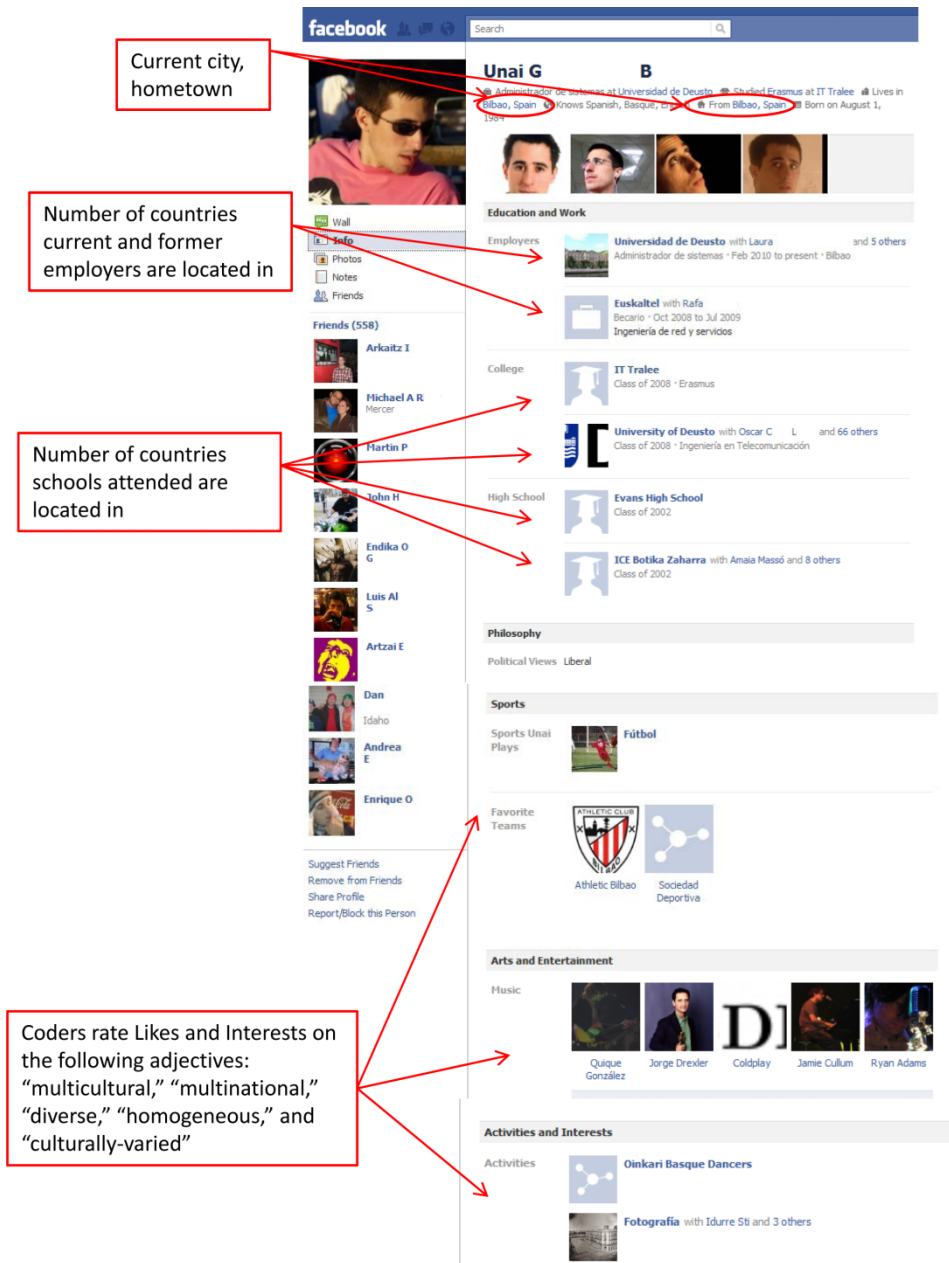 facebook
Search
Current city,
hometown
Unai G B
Administrador de sistemas at Universidad de Deusto Studied Erasmus at IT Tralee Lives in
Bilbao, Spain Knows Spanish, Basque, From Bilbao, Spain Born on August 1,
Number of countries
current and former
employers are located in
Wall
Info
Photos
Notes
Friends
Education and Work
Employers
Universidad de Deusto with Laura and 5 others
Administrador de sistemas · Feb 2010 to present · Bilbao
Euskaltel with Rafa
Becario · Oct 2008 to Jul 2009
Ingeniería de red y servicios
College
IT Tralee
Class of 2008 · Erasmus
University of Deusto with Oscar C L and 66 others
Class of 2008 · Ingeniería en Telecomunicación
High School
Evans High School
Class of 2002
ICE Botika Zaharra with Amaia Massó and 8 others
Class of 2002
Number of countries
schools attended are
located in
Friends (558)
Arkaitz I
Michael A R
Mercer
Martin P
John H
Endika O
G
Luis Al
S
Artzai E
Dan
Idaho
Andrea
E
Enrique O
Suggest Friends
Remove from Friends
Share Profile
Report/Block this Person
Philosophy
Political Views Liberal
Sports
Sports Unai
Plays
Fútbol
Favorite
Teams
ATHLETIC CLUB
Athletic Bilbao
Sociedad
Deportiva
Arts and Entertainment
Music
Quique
González
Jorge Drexler
Coldplay
Jamie Cullum
Ryan Adams
Coders rate Likes and Interests on
the following adjectives:
“multicultural,” “multinational,”
“diverse,” “homogeneous,” and
“culturally-varied”
Activities and Interests
Activities
Oinkari Basque Dancers
Fotografía with Idurre Sti and 3 others